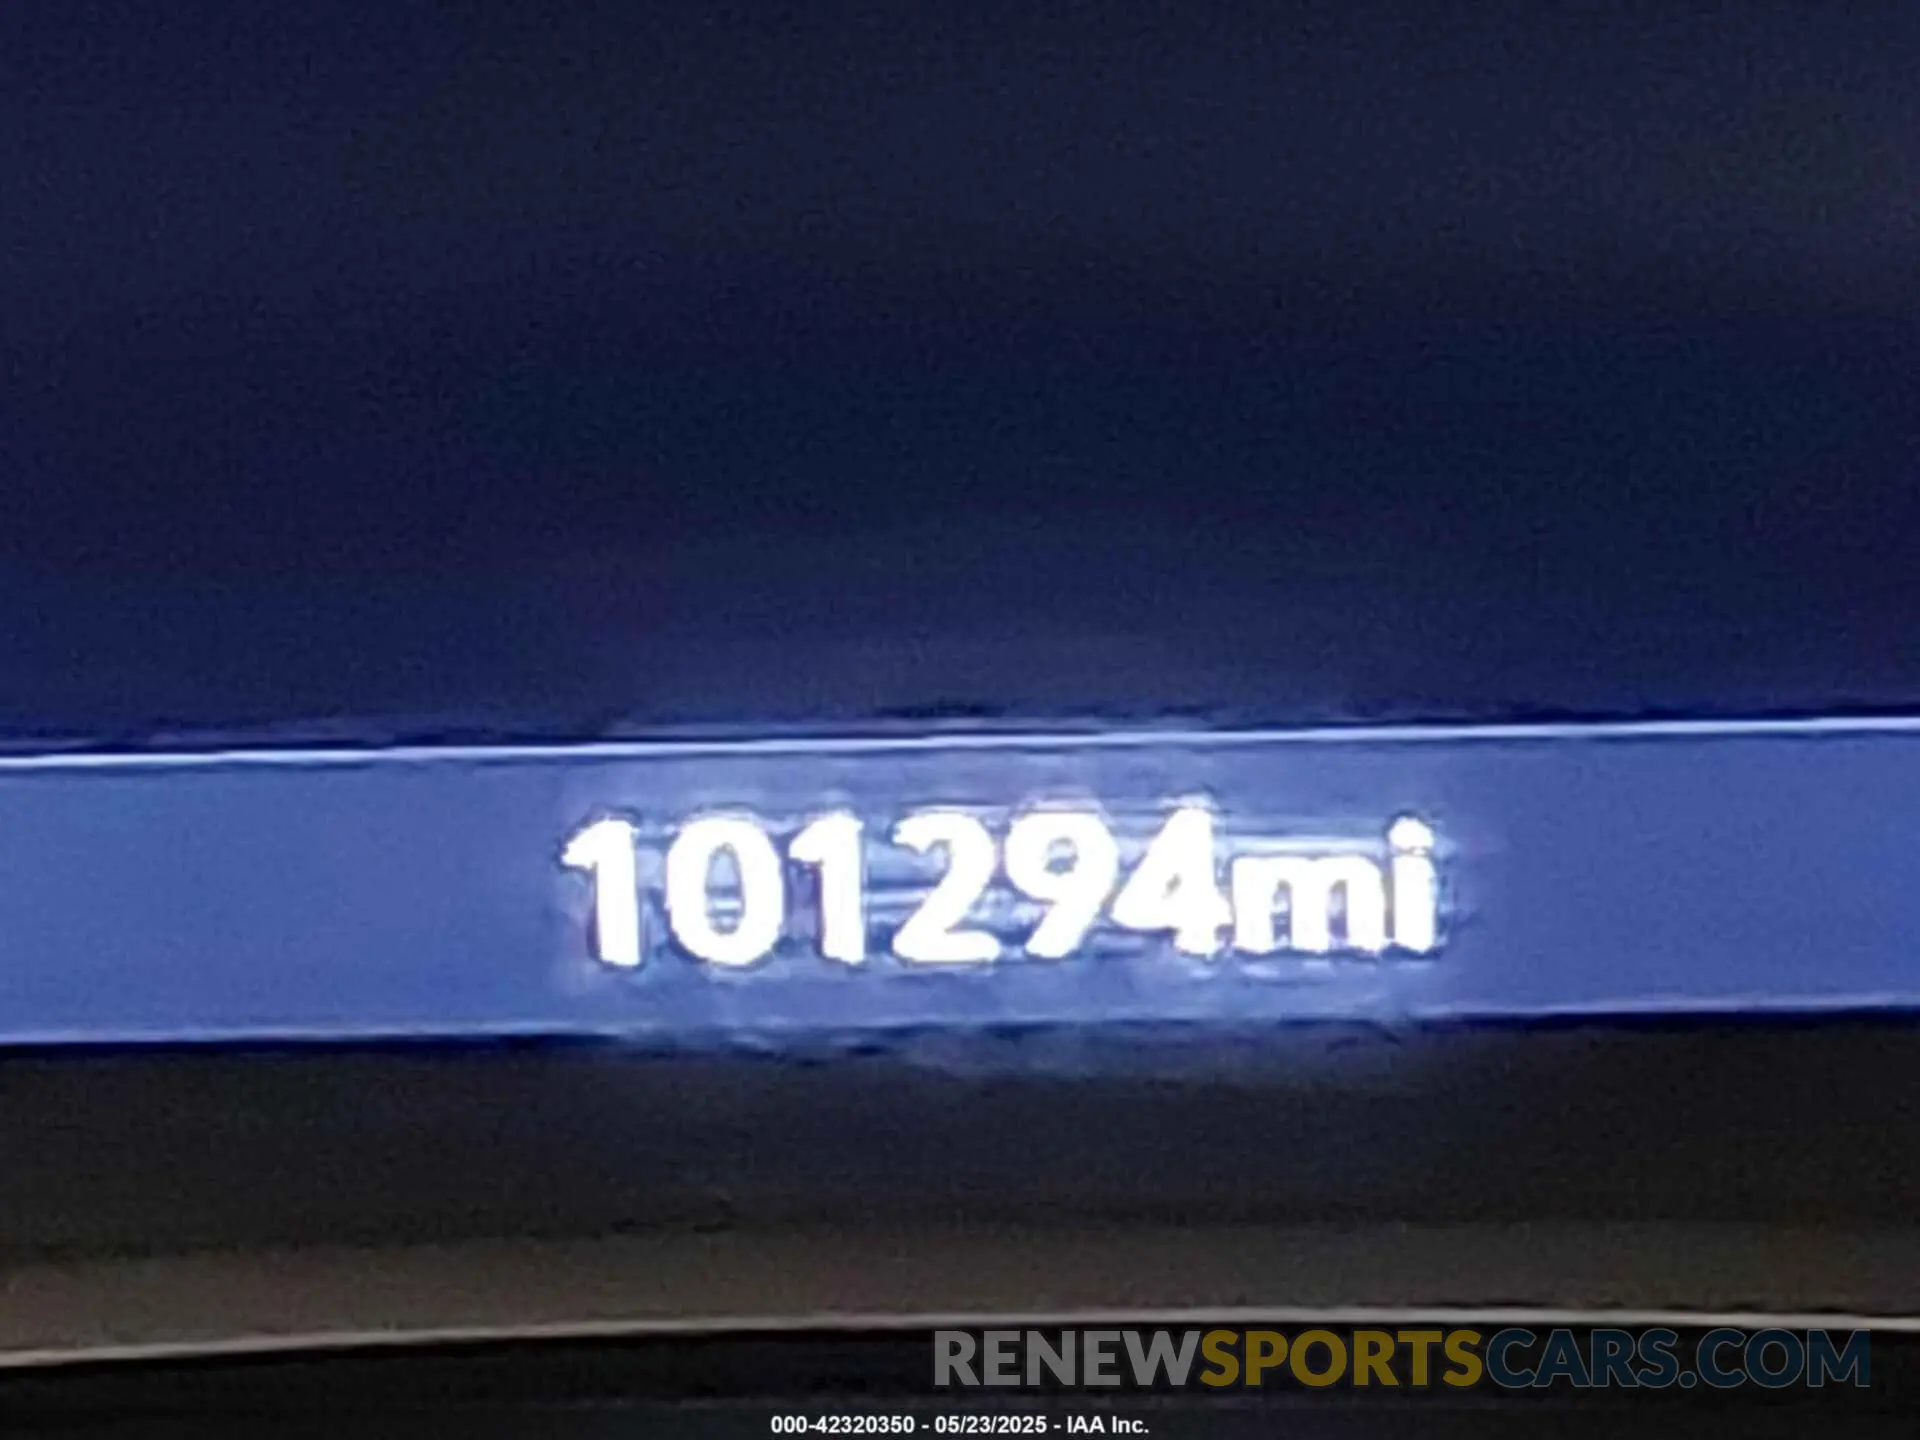 101294mi
RENEWSPORTSCARS.COM
000-42320350 - 05/23/2025 - IAA Inc.